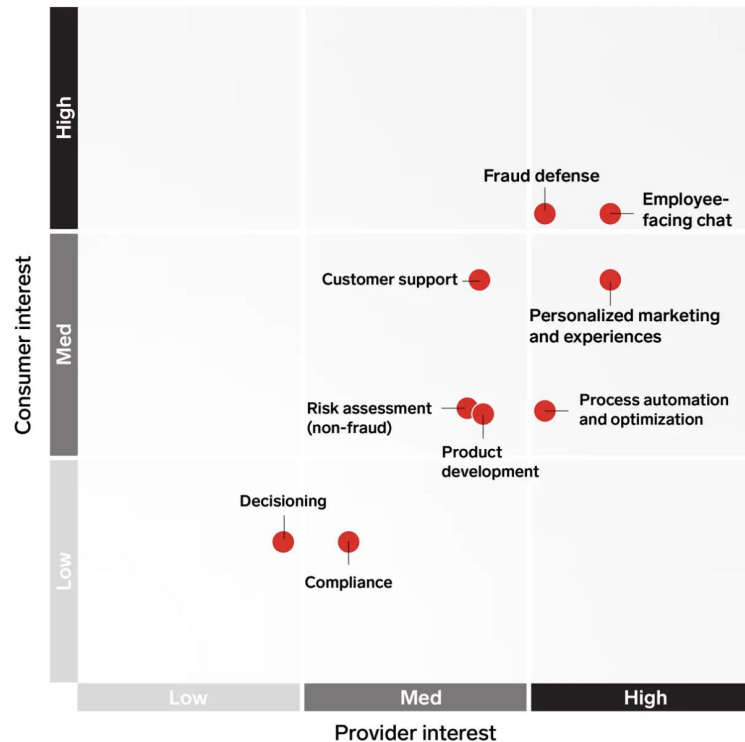 High
Fraud defense
Employee-
facing chat
Consumer interest
Med
Customer support
Personalized marketing
and experiences
Risk assessment
(non-fraud)
Process automation
and optimization
Product
development
Low
Decisioning
Compliance
Low
Med
High
Provider interest